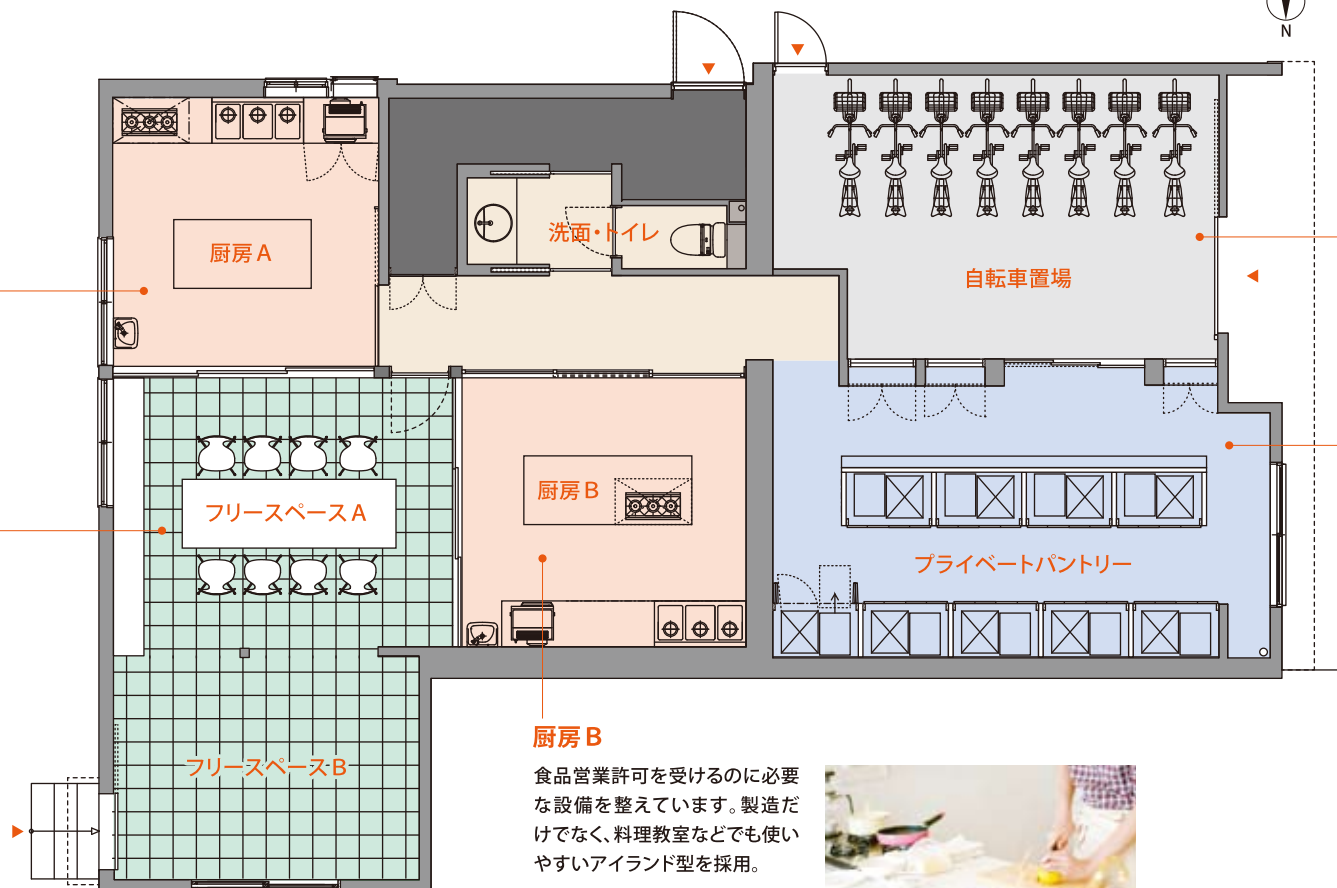 N
厨房A
洗面・トイレ
自転車置場
フリースペースA
厨房B
プライベートパントリー
フリースペースB
厨房B
食品営業許可を受けるのに必要
な設備を整えています。製造だ
けでなく、料理教室などでも使い
やすいアイランド型を採用。